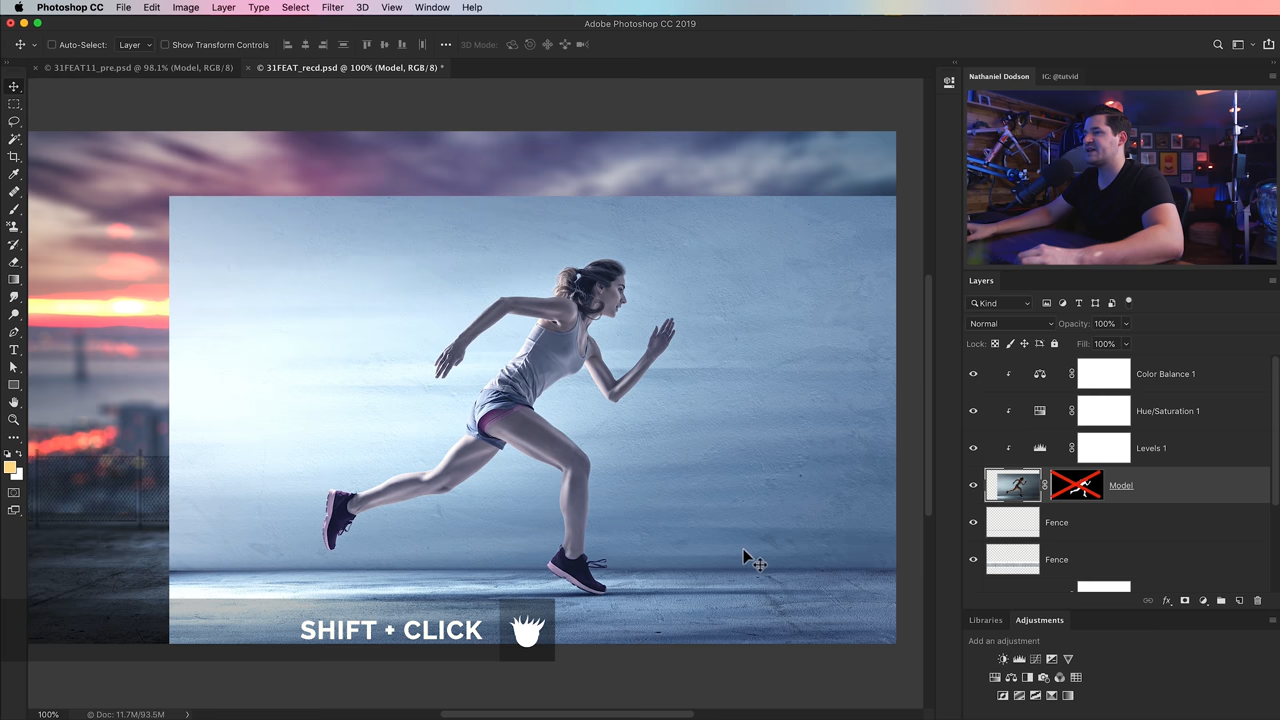 Photoshop CC File Edit Image Layer Type Select Filter 3D View Window Help
Adobe Photoshop CC 2019
Auto-Select: Layer Show Transform Controls 3D Mode:
31FEAT11_pre.psd @ 98.1% (Model, RGB/8) 31FEAT_recd.psd @ 100% (Model, RGB/8) *
Nathaniel Dodson IG: @tutvid
Layers
Kind
Normal Opacity: 100%
Lock: Fill: 100%
Color Balance 1
Hue/Saturation 1
Levels 1
Model
Fence
Fence
fx
Libraries Adjustments
Add an adjustment
SHIFT + CLICK
100% Doc: 11.7M/93.5M